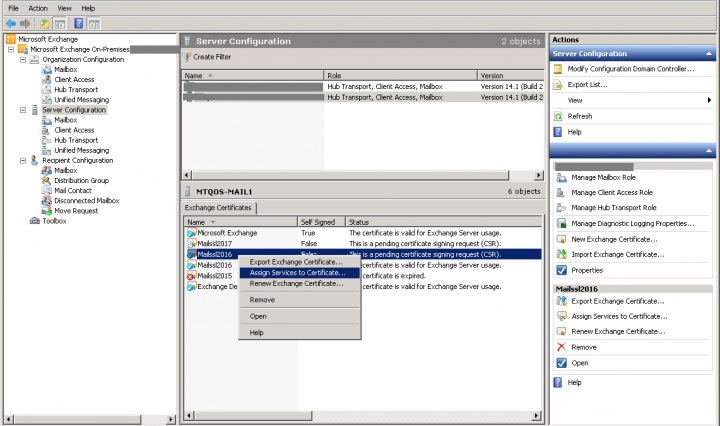 File Action View Help
Microsoft Exchange
Microsoft Exchange On-Premises
Organization Configuration
Mailbox
Client Access
Hub Transport
Unified Messaging
Server Configuration
Mailbox
Client Access
Hub Transport
Unified Messaging
Recipient Configuration
Mailbox
Distribution Group
Mail Contact
Disconnected Mailbox
Move Request
Toolbox
Server Configuration 2 objects
Create Filter
Name Role Version
Hub Transport, Client Access, Mailbox Version 14.1 (Build 2
Hub Transport, Client Access, Mailbox Version 14.1 (Build 2
MTQOS-MAIL1 6 objects
Exchange Certificates
Name Self Signed Status
Microsoft Exchange True The certificate is valid for Exchange Server usage.
Mailssl2017 False This is a pending certificate signing request (CSR).
Mailssl2016 False This is a pending certificate signing request (CSR).
Mailssl2016 certificate is valid for Exchange Server usage.
Mailssl2015 certificate is expired.
Exchange De certificate is valid for Exchange Server usage.
Export Exchange Certificate...
Assign Services to Certificate...
Renew Exchange Certificate...
Remove
Open
Help
Actions
Server Configuration
Modify Configuration Domain Controller...
Export List...
View
Refresh
Help
Manage Mailbox Role
Manage Client Access Role
Manage Hub Transport Role
Manage Diagnostic Logging Properties...
New Exchange Certificate...
Import Exchange Certificate...
Properties
Mailssl2016
Export Exchange Certificate...
Assign Services to Certificate...
Renew Exchange Certificate...
Remove
Open
Help